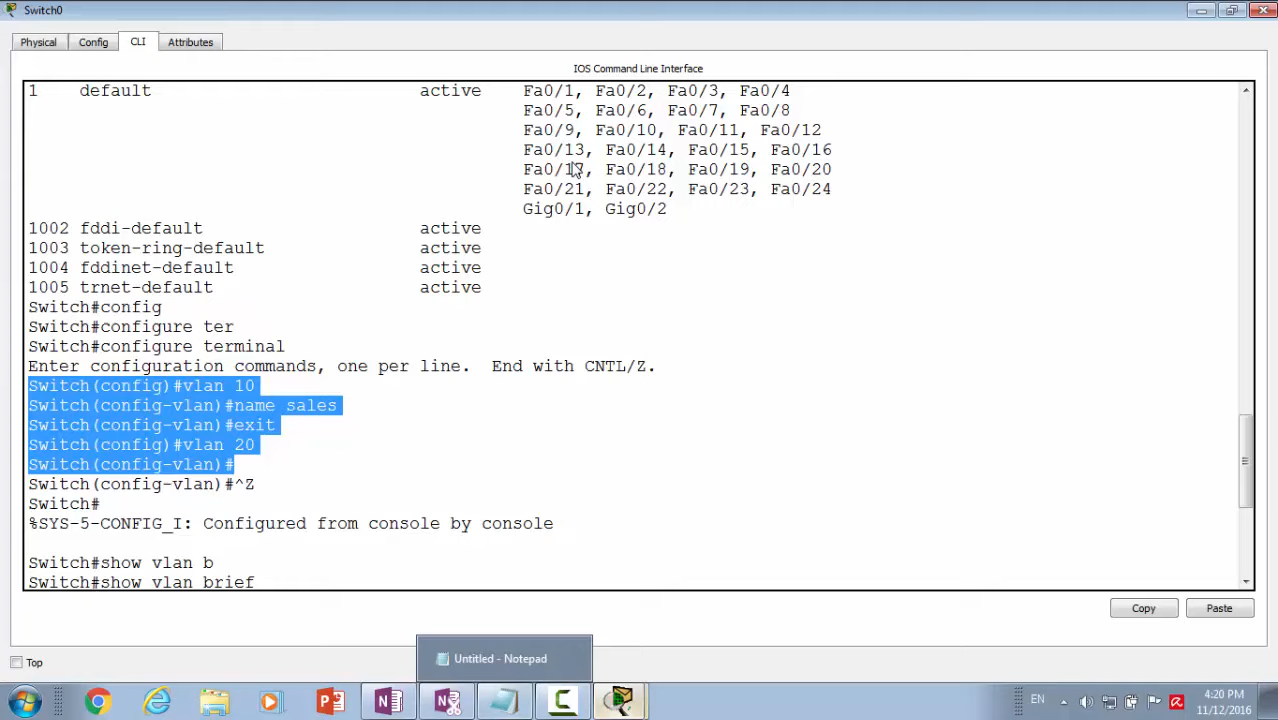 Switch0
Physical Config CLI Attributes
IOS Command Line Interface
1 default active Fa0/1, Fa0/2, Fa0/3, Fa0/4
Fa0/5, Fa0/6, Fa0/7, Fa0/8
Fa0/9, Fa0/10, Fa0/11, Fa0/12
Fa0/13, Fa0/14, Fa0/15, Fa0/16
Fa0/17, Fa0/18, Fa0/19, Fa0/20
Fa0/21, Fa0/22, Fa0/23, Fa0/24
Gig0/1, Gig0/2
1002 fddi-default active
1003 token-ring-default active
1004 fddinet-default active
1005 trnet-default active
Switch#config
Switch#configure ter
Switch#configure terminal
Enter configuration commands, one per line. End with CNTL/Z.
Switch(config)#vlan 10
Switch(config-vlan)#name sales
Switch(config-vlan)#exit
Switch(config)#vlan 20
Switch(config-vlan)#
Switch(config-vlan)#^Z
Switch#
%SYS-5-CONFIG_I: Configured from console by console
Switch#show vlan b
Switch#show vlan brief
Copy Paste
Untitled - Notepad
Top
EN
4:20 PM
11/12/2016